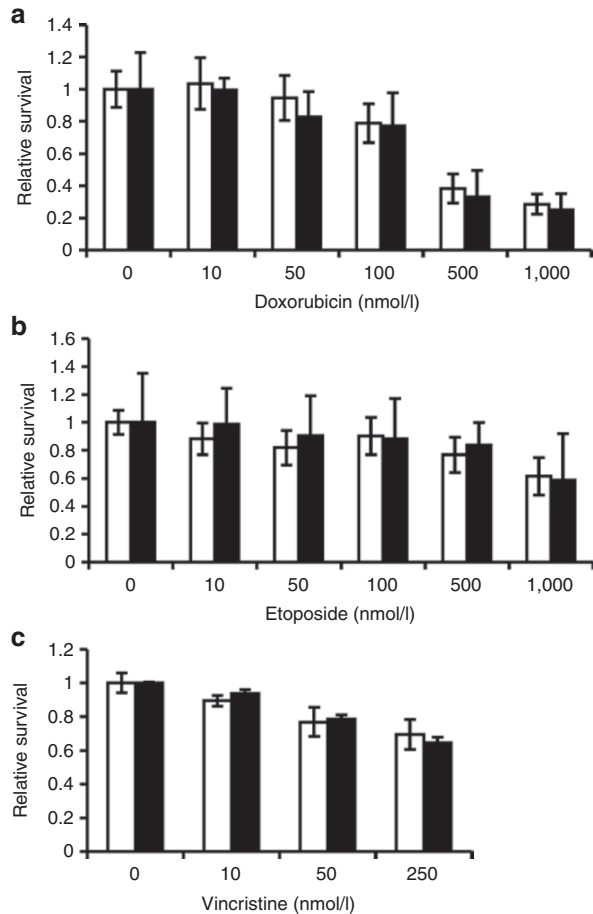 a
1.4
1.2
1
0.8
0.6
0.4
0.2
0
Relative survival
0 10 50 100 500 1,000
Doxorubicin (nmol/l)
b
1.6
1.4
1.2
1
0.8
0.6
0.4
0.2
0
Relative survival
0 10 50 100 500 1,000
Etoposide (nmol/l)
c
1.2
1
0.8
0.6
0.4
0.2
0
Relative survival
0 10 50 250
Vincristine (nmol/l)